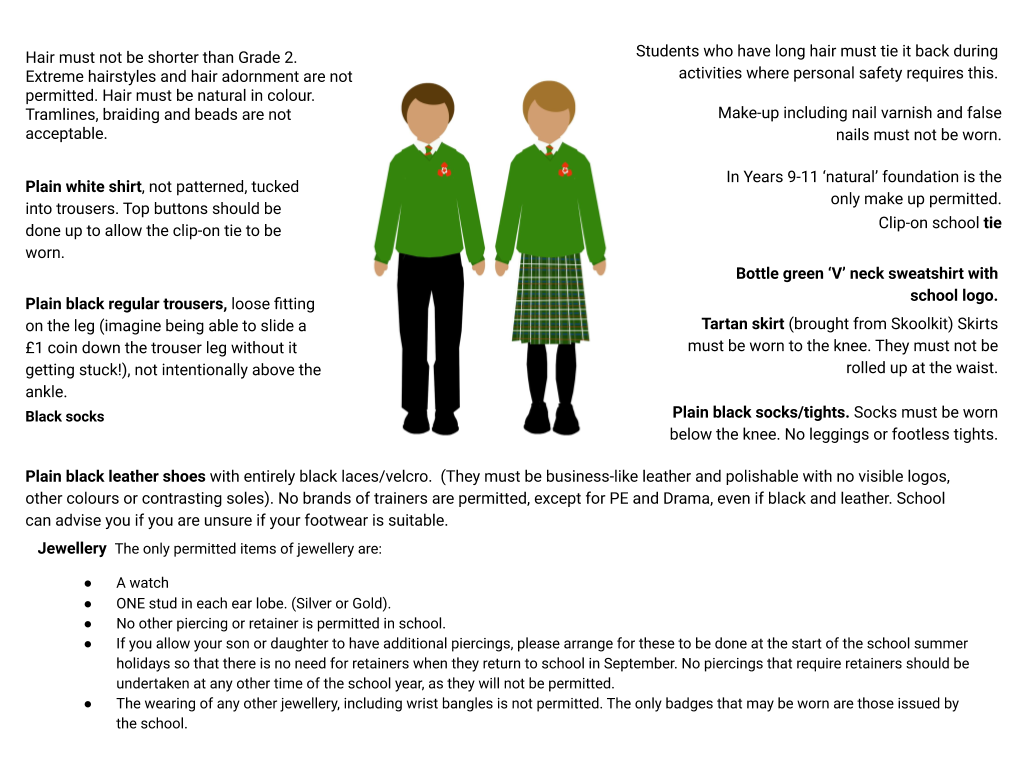 Hair must not be shorter than Grade 2.
Extreme hairstyles and hair adornment are not
permitted. Hair must be natural in colour.
Tramlines, braiding and beads are not
acceptable.
Plain white shirt, not patterned, tucked
into trousers. Top buttons should be
done up to allow the clip-on tie to be
worn.
Plain black regular trousers, loose fitting
on the leg (imagine being able to slide a
£1 coin down the trouser leg without it
getting stuck!), not intentionally above the
ankle.
Black socks
Students who have long hair must tie it back during
activities where personal safety requires this.
Make-up including nail varnish and false
nails must not be worn.
In Years 9-11 ‘natural’ foundation is the
only make up permitted.
Clip-on school tie
Bottle green ‘V’ neck sweatshirt with
school logo.
Tartan skirt (brought from Skoolkit) Skirts
must be worn to the knee. They must not be
rolled up at the waist.
Plain black socks/tights. Socks must be worn
below the knee. No leggings or footless tights.
Plain black leather shoes with entirely black laces/velcro.  (They must be business-like leather and polishable with no visible logos,
other colours or contrasting soles). No brands of trainers are permitted, except for PE and Drama, even if black and leather. School
can advise you if you are unsure if your footwear is suitable.
Jewellery  The only permitted items of jewellery are:
● A watch
● ONE stud in each ear lobe. (Silver or Gold).
● No other piercing or retainer is permitted in school.
● If you allow your son or daughter to have additional piercings, please arrange for these to be done at the start of the school summer
holidays so that there is no need for retainers when they return to school in September. No piercings that require retainers should be
undertaken at any other time of the school year, as they will not be permitted.
● The wearing of any other jewellery, including wrist bangles is not permitted. The only badges that may be worn are those issued by
the school.